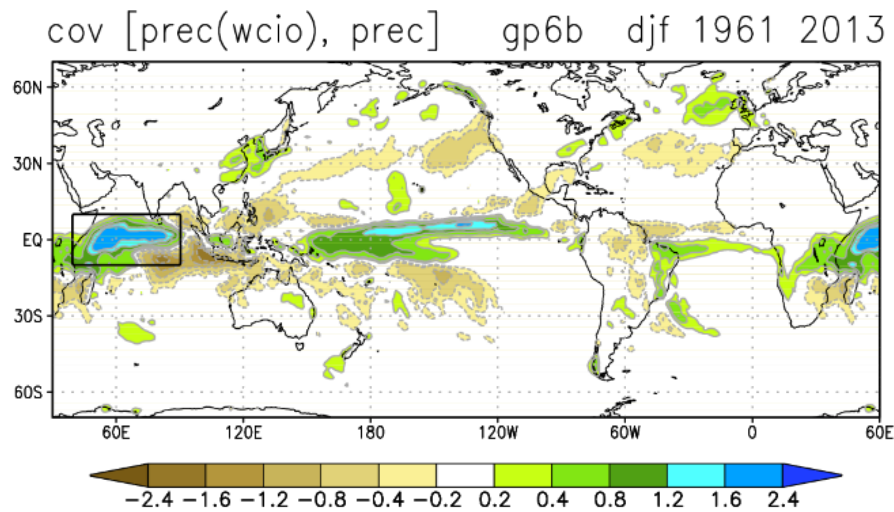 cov [prec(wcio), prec] gp6b djf 1961 2013
60N
30N
EQ
30S
60S
60E 120E 180 120W 60W 0 60E
-2.4 -1.6 -1.2 -0.8 -0.4 -0.2 0.2 0.4 0.8 1.2 1.6 2.4